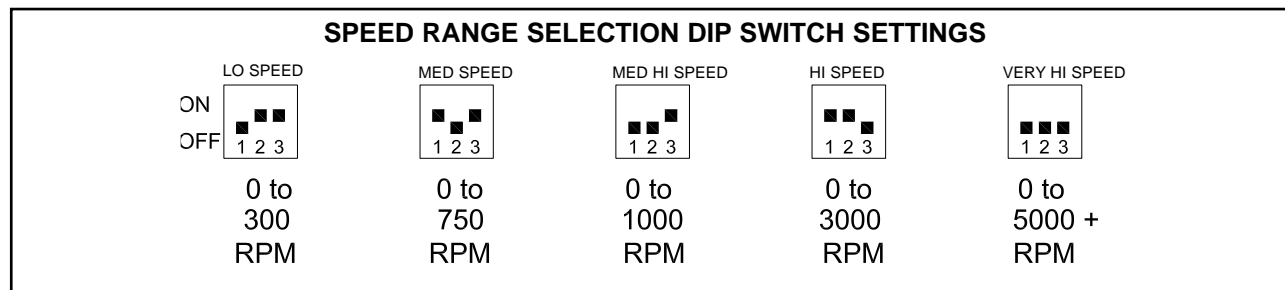 SPEED RANGE SELECTION DIP SWITCH SETTINGS
LO SPEED MED SPEED MED HI SPEED HI SPEED VERY HI SPEED
ON
OFF
1 2 3 1 2 3 1 2 3 1 2 3 1 2 3
0 to 0 to 0 to 0 to 0 to
300 750 1000 3000 5000 +
RPM RPM RPM RPM RPM